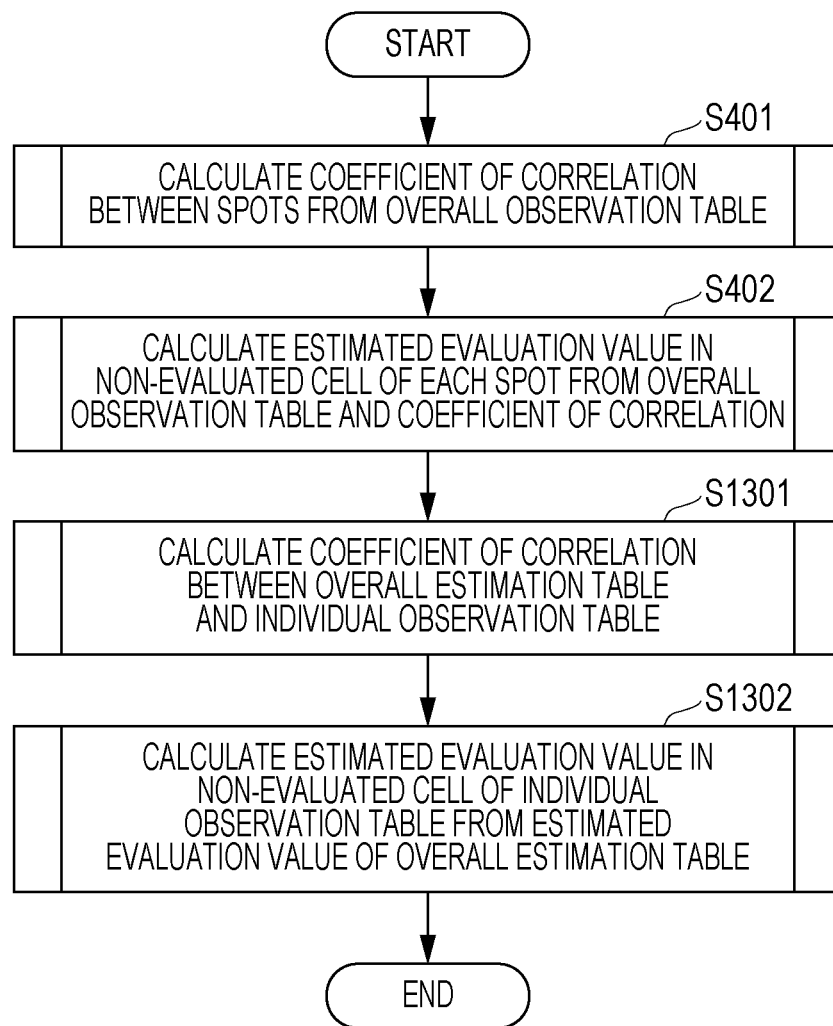 START
S401
CALCULATE COEFFICIENT OF CORRELATION
BETWEEN SPOTS FROM OVERALL OBSERVATION TABLE
S402
CALCULATE ESTIMATED EVALUATION VALUE IN
NON-EVALUATED CELL OF EACH SPOT FROM OVERALL
OBSERVATION TABLE AND COEFFICIENT OF CORRELATION
S1301
CALCULATE COEFFICIENT OF CORRELATION
BETWEEN OVERALL ESTIMATION TABLE
AND INDIVIDUAL OBSERVATION TABLE
S1302
CALCULATE ESTIMATED EVALUATION VALUE IN
NON-EVALUATED CELL OF INDIVIDUAL
OBSERVATION TABLE FROM ESTIMATED
EVALUATION VALUE OF OVERALL ESTIMATION TABLE
END